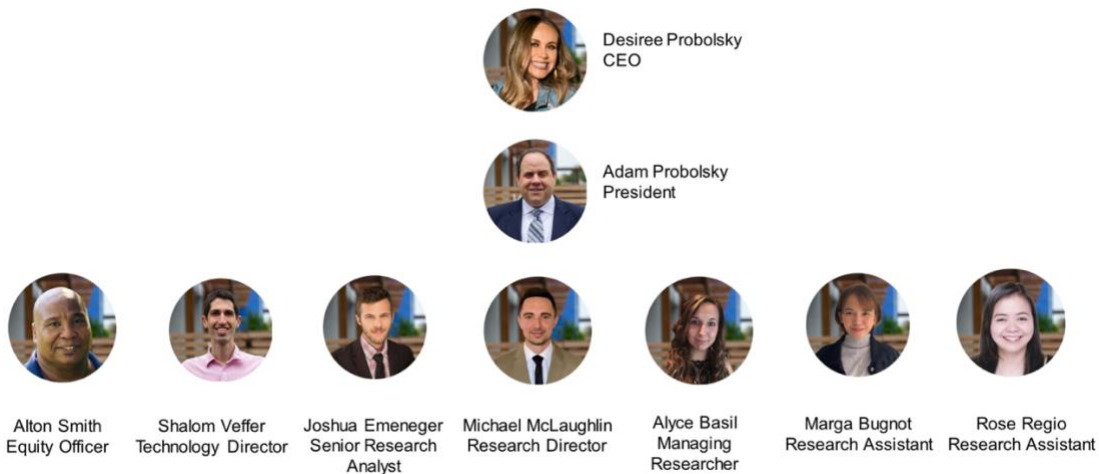 Desiree Probolsky
CEO
Adam Probolsky
President
Alton Smith
Equity Officer
Shalom Veffer
Technology Director
Joshua Emeneger
Senior Research
Analyst
Michael McLaughlin
Research Director
Alyce Basil
Managing
Researcher
Marga Bugnot
Research Assistant
Rose Regio
Research Assistant